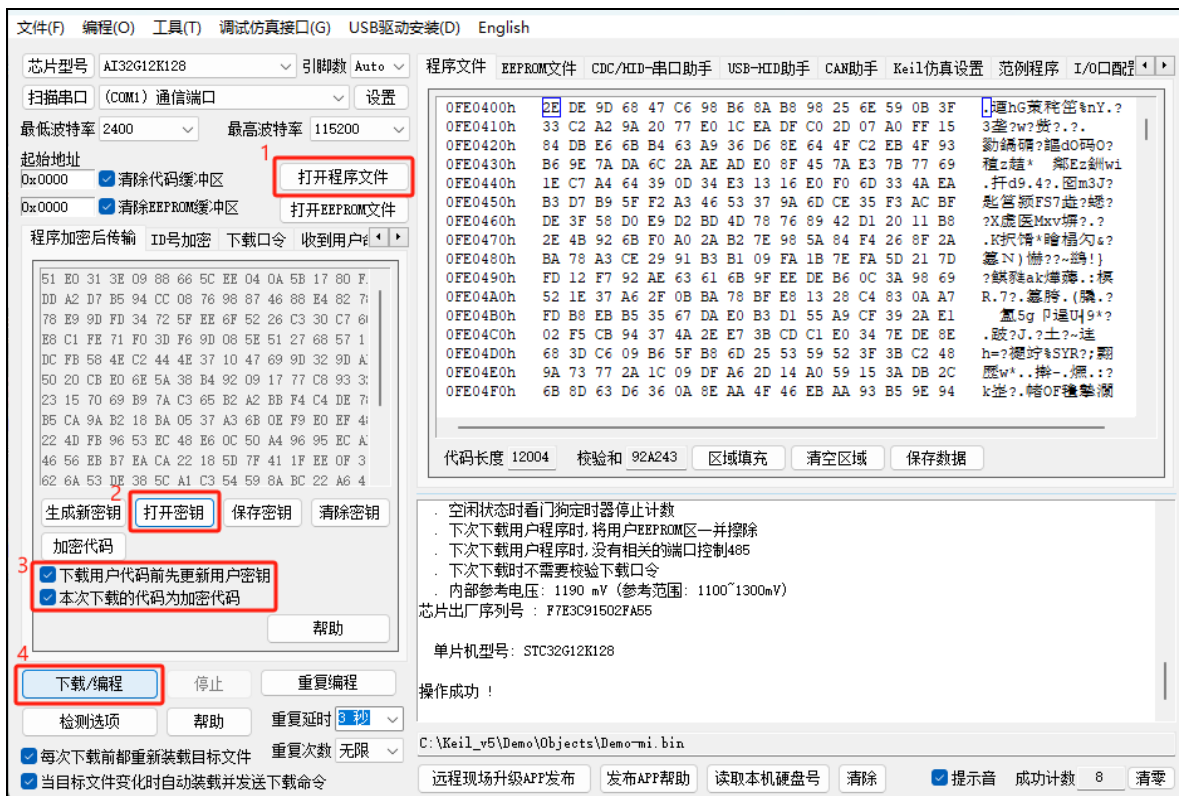 文件(F) 编程(O) 工具(T) 调试仿真接口(G) USB驱动安装(D) English
芯片型号 AI32G12K128 引脚数 Auto
扫描串口 (COM1) 通信端口 设置
最低波特率 2400 最高波特率 115200
起始地址
1
0x0000 清除代码缓冲区 打开程序文件
0x0000 清除EEPROM缓冲区 打开EEPROM文件
程序加密后传输 ID号加密 下载口令 收到用户
51 E0 31 3E 09 88 66 5C EE 04 0A 5B 17 80 F
DD A2 D7 B5 94 CC 08 76 98 87 46 88 E4 82
78 E9 9D FD 34 72 5F EE 6F 52 26 C3 30 C7
E8 C1 FE 71 F0 3D F6 9D 08 5E 51 27 68 57
DC FB 58 4E C2 44 4E 37 10 47 69 9D 32 9D
50 20 CB E0 6E 5A 38 B4 92 09 17 77 C8 93
23 15 70 69 B9 7A C3 65 B2 A2 BB F4 C4 DE
B5 CA 9A B2 18 BA 05 37 A3 6B 0E F9 E0 EF
22 4D FB 96 53 EC 48 E6 0C 50 A4 96 95 EC
46 56 EB B7 EA CA 22 18 5D 7F 41 1F EE 0F
62 6A 53 DE 38 5C A1 C3 54 59 8A BC 22 A6
2
生成新密钥 打开密钥 保存密钥 清除密钥
加密代码
3
下载用户代码前先更新用户密钥
本次下载的代码为加密代码
帮助
4
下载/编程 停止 重复编程
检测选项 帮助 重复延时 3 秒
每次下载前都重新装载目标文件 重复次数 无限
当目标文件变化时自动装载并发送下载命令
程序文件 EEPROM文件 CDC/HID-串口助手 USB-HID助手 CAN助手 Keil仿真设置 范例程序 I/O口配
0FE0400h 2E DE 9D 68 47 C6 98 B6 8A B8 98 25 6E 59 0B 3F
0FE0410h 33 C2 A2 9A 20 77 E0 1C EA DF C0 2D 07 A0 FF 15
0FE0420h 84 DB E6 6B B4 63 A9 36 D6 8E 64 4F C2 EB 4F 93
0FE0430h B6 9E 7A DA 6C 2A AE AD E0 8F 45 7A E3 7B 77 69
0FE0440h 1E C7 A4 64 39 0D 34 E3 13 16 E0 F0 6D 33 4A EA
0FE0450h B3 D7 B9 5F F2 A3 46 53 37 9A 6D CE 35 F3 AC BF
0FE0460h DE 3F 58 D0 E9 D2 BD 4D 78 76 89 42 D1 20 11 B8
0FE0470h 2E 4B 92 6B F0 A0 2A B2 7E 98 5A 84 F4 26 8F 2A
0FE0480h BA 78 A3 CE 29 91 B3 B1 09 FA 1B 7E FA 5D 21 7D
0FE0490h FD 12 F7 92 AE 63 61 6B 9F EE DE B6 0C 3A 98 69
0FE04A0h 52 1E 37 A6 2F 0B BA 78 BF E8 13 28 C4 83 0A A7
0FE04B0h FD B8 EB B5 35 67 DA E0 B3 D1 55 A9 CF 39 2A E1
0FE04C0h 02 F5 CB 94 37 4A 2E E7 3B CD C1 E0 34 7E DE 8E
0FE04D0h 68 3D C6 09 B6 5F B8 6D 25 53 59 52 3F 3B C2 48
0FE04E0h 9A 73 77 2A 1C 09 DF A6 2D 14 A0 59 15 3A DB 2C
0FE04F0h 6B 8D 63 D6 36 0A 8E AA 4F 46 EB AA 93 B5 9E 94
代码长度 12004 校验和 92A243 区域填充 清空区域 保存数据
. 空闲状态时看门狗定时器停止计数
. 下次下载用户程序时,将用户EEPROM区一并擦除
. 下次下载用户程序时,没有相关的端口控制485
. 下次下载时不需要校验下载口令
. 内部参考电压: 1190 mV (参考范围: 1100~1300mV)
芯片出厂序列号 : F7E3C91502FA55
单片机型号: STC32G12K128
操作成功 !
C:\Keil_v5\Demo\Objects\Demo-mi.bin
远程现场升级APP发布 发布APP帮助 读取本机硬盘号 清除 提示音 成功计数 8 清零